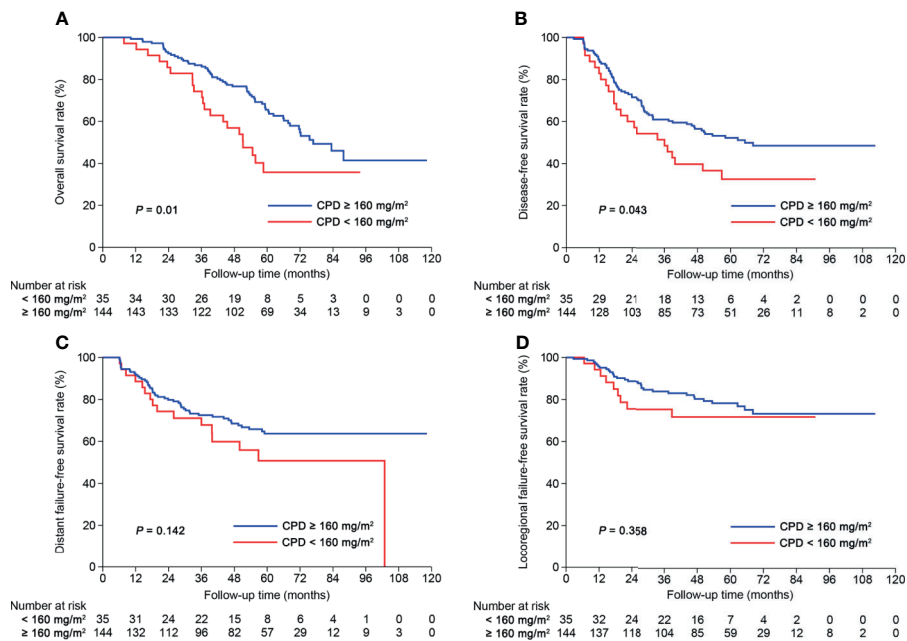 A
Overall survival rate (%)
100
80
60
40
20
0
P = 0.01
CPD ≥ 160 mg/m²
CPD < 160 mg/m²
0 12 24 36 48 60 72 84 96 108 120
Follow-up time (months)
Number at risk
< 160 mg/m² 35 34 30 26 19 8 5 3 0 0 0
≥ 160 mg/m² 144 143 133 122 102 69 34 13 9 3 0
B
Disease-free survival rate (%)
100
80
60
40
20
0
P = 0.043
CPD ≥ 160 mg/m²
CPD < 160 mg/m²
0 12 24 36 48 60 72 84 96 108 120
Follow-up time (months)
Number at risk
< 160 mg/m² 35 29 21 18 13 6 4 2 0 0 0
≥ 160 mg/m² 144 128 103 85 73 51 26 11 8 2 0
C
Distant failure-free survival rate (%)
100
80
60
40
20
0
P = 0.142
CPD ≥ 160 mg/m²
CPD < 160 mg/m²
0 12 24 36 48 60 72 84 96 108 120
Follow-up time (months)
Number at risk
< 160 mg/m² 35 31 24 22 15 8 6 4 1 0 0
≥ 160 mg/m² 144 132 112 96 82 57 29 12 9 3 0
D
Locoregional failure-free survival rate (%)
100
80
60
40
20
0
P = 0.358
CPD ≥ 160 mg/m²
CPD < 160 mg/m²
0 12 24 36 48 60 72 84 96 108 120
Follow-up time (months)
Number at risk
< 160 mg/m² 35 32 24 22 16 7 4 2 0 0 0
≥ 160 mg/m² 144 137 118 104 85 59 29 12 8 2 0